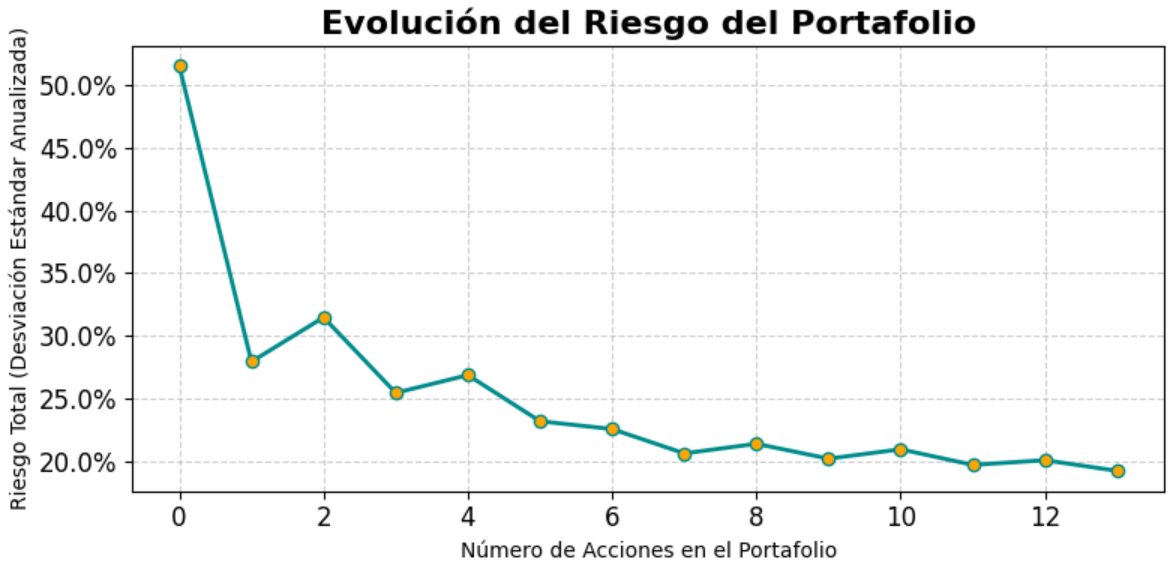 Evolución del Riesgo del Portafolio
Riesgo Total (Desviación Estándar Anualizada)
50.0%
45.0%
40.0%
35.0%
30.0%
25.0%
20.0%
0 2 4 6 8 10 12
Número de Acciones en el Portafolio